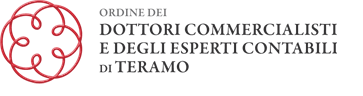 ORDINE DEI
DOTTORI COMMERCIALISTI
E DEGLI ESPERTI CONTABILI
DI TERAMO